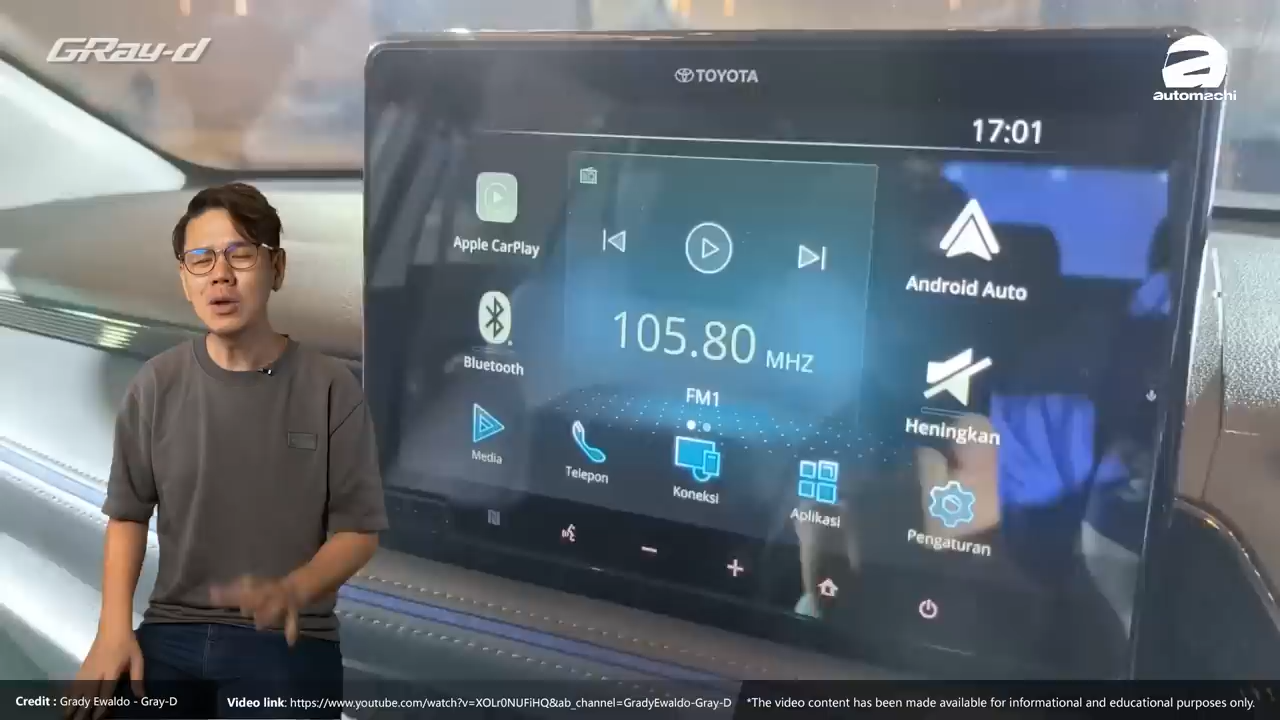 GRay-d
automachi
TOYOTA
17:01
Apple CarPlay
Android Auto
105.80 MHZ
FM1
Bluetooth
Heningkan
Media
Telepon
Koneksi
Aplikasi
Pengaturan
Credit : Grady Ewaldo - Gray-D
Video link: https://www.youtube.com/watch?v=XOLr0NUFiHQ&ab_channel=GradyEwaldo-Gray-D
*The video content has been made available for informational and educational purposes only.